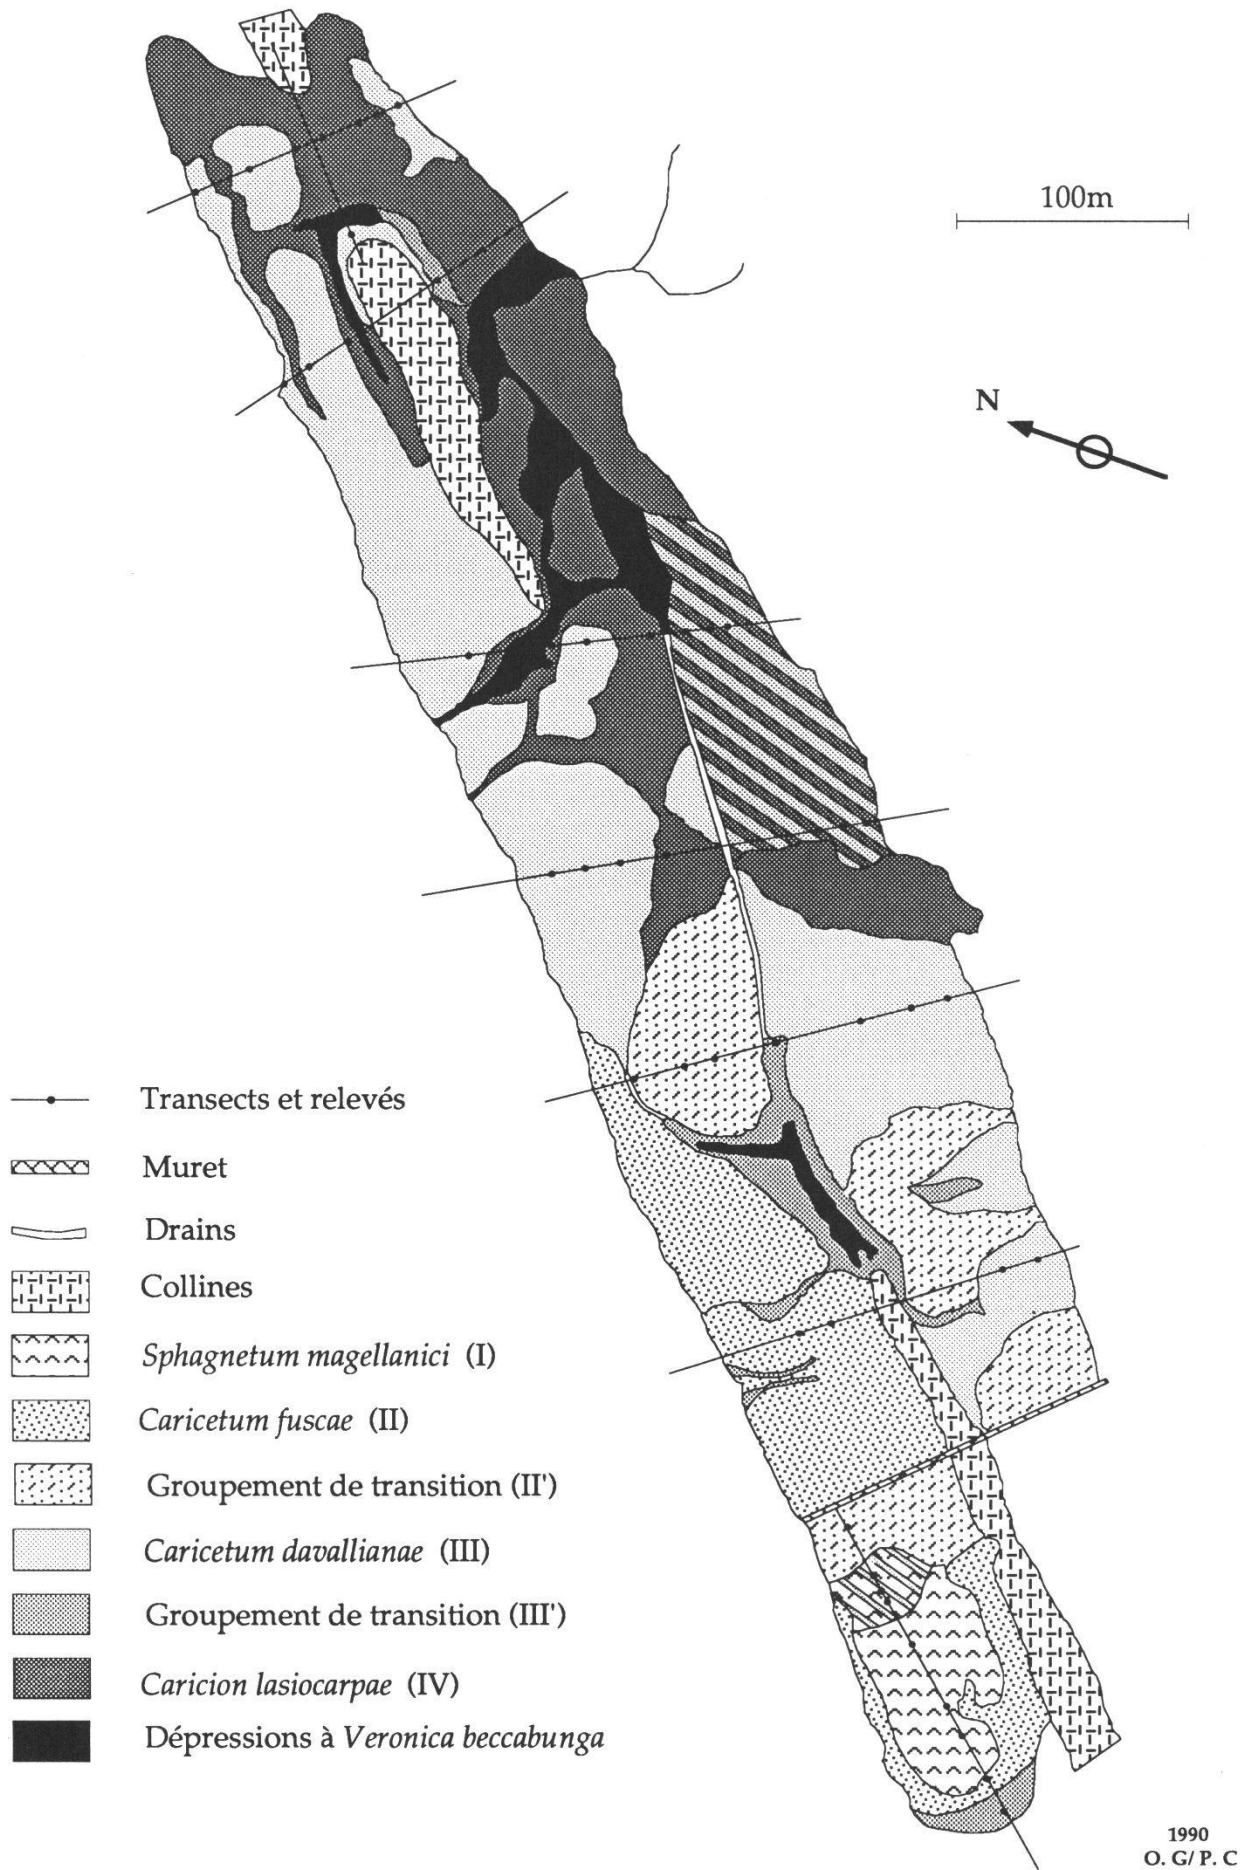 100m
N
Transects et relevés
Muret
Drains
Collines
Sphagnetum magellanici (I)
Caricetum fuscae (II)
Groupement de transition (II')
Caricetum davallianae (III)
Groupement de transition (III')
Caricion lasiocarpae (IV)
Dépressions à Veronica beccabunga
1990
O. G/ P. C